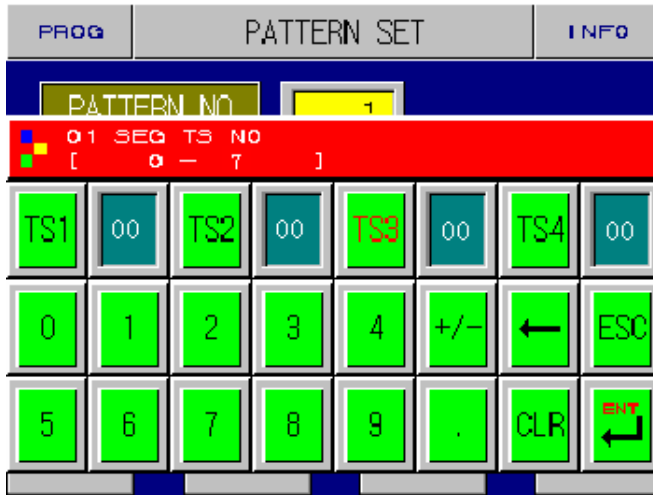 PROG PATTERN SET INFO
PATTERN NO 1
01 SEG TS NO
[ 0 - 7 ]
TS1 00 TS2 00 TS3 00 TS4 00
0 1 2 3 4 +/- ← ESC
5 6 7 8 9 . CLR ENT